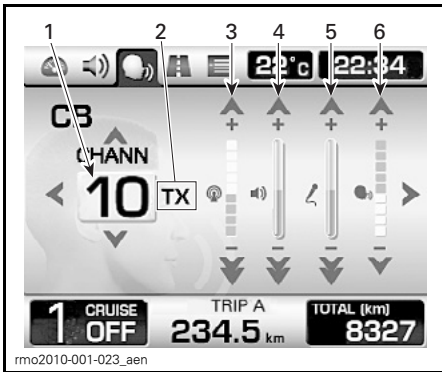 1 2 3 4 5 6
22°c 22:34
CB
CHANN
10 TX
+ + + +
- - - -
1 CRUISE OFF
TRIP A
234.5 km
TOTAL (km)
8327
rmo2010-001-023_aen